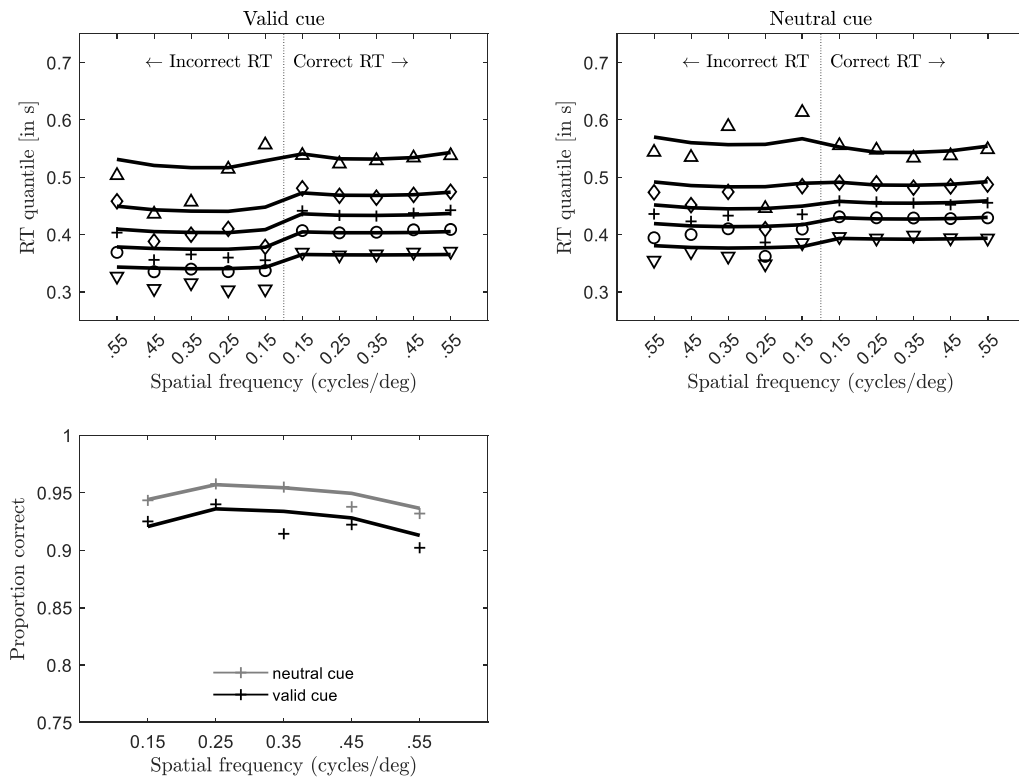 Valid cue
← Incorrect RT
Correct RT →
RT quantile [in s]
0.7
0.6
0.5
0.4
0.3
.55
.45
0.35
0.25
0.15
0.15
0.25
0.35
.45
.55
Spatial frequency (cycles/deg)
Neutral cue
← Incorrect RT
Correct RT →
RT quantile [in s]
0.7
0.6
0.5
0.4
0.3
.55
.45
0.35
0.25
0.15
0.15
0.25
0.35
.45
.55
Spatial frequency (cycles/deg)
Proportion correct
1
0.95
0.9
0.85
0.8
0.75
neutral cue
valid cue
0.15
0.25
0.35
.45
.55
Spatial frequency (cycles/deg)